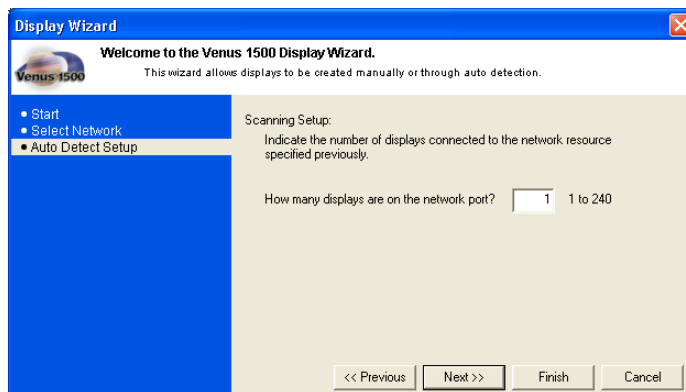 Display Wizard
Welcome to the Venus 1500 Display Wizard.
This wizard allows displays to be created manually or through auto detection.
Venus 1500
Start
Select Network
Auto Detect Setup
Scanning Setup:
Indicate the number of displays connected to the network resource
specified previously.
How many displays are on the network port? 1 1 to 240
<< Previous Next >> Finish Cancel